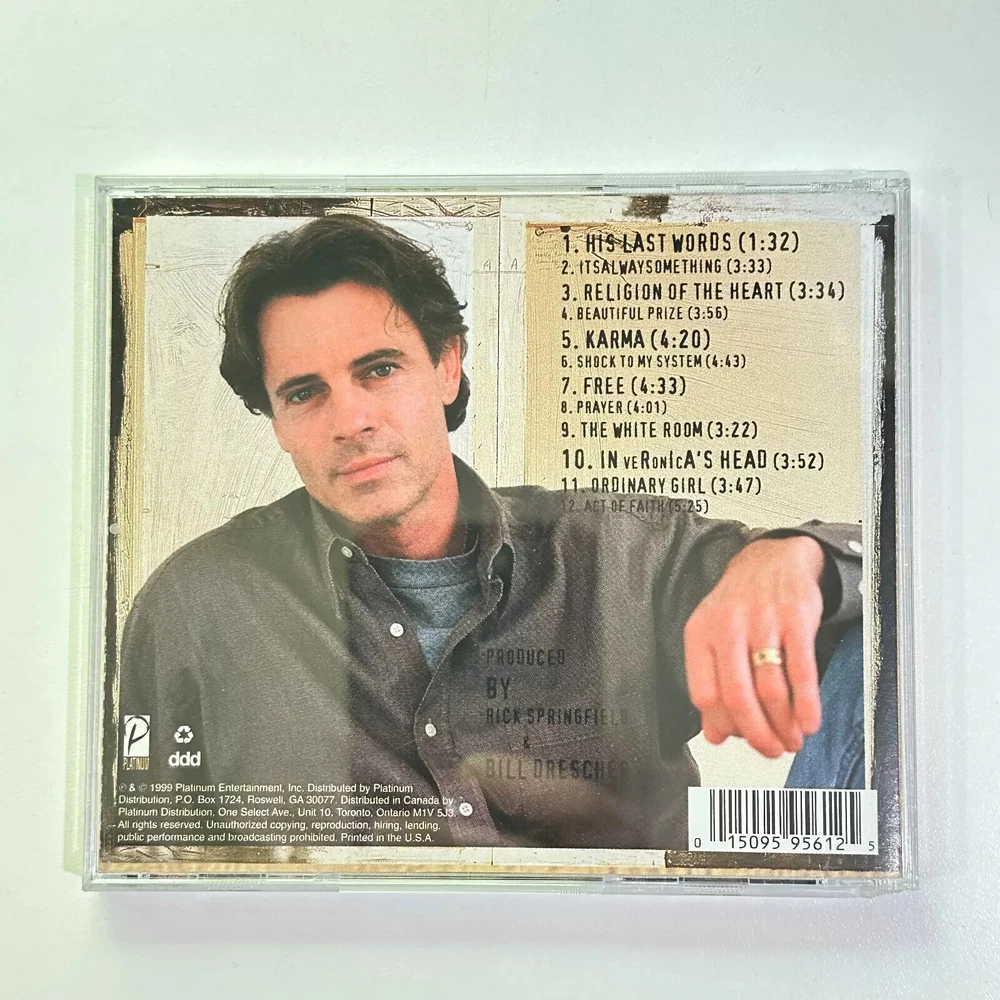 1. HIS LAST WORDS (1:32)
2. ITSALWAYSOMETHING (3:33)
3. RELIGION OF THE HEART (3:34)
4. BEAUTIFUL PRIZE (3:56)
5. KARMA (4:20)
6. SHOCK TO MY SYSTEM (4:43)
7. FREE (4:33)
8. PRAYER (4:01)
9. THE WHITE ROOM (3:22)
10. IN veRonIcA'S HEAD (3:52)
11. ORDINARY GIRL (3:47)
12. ACT OF FAITH (5:25)
PRODUCED
BY
RICK SPRINGFIELD
&
BILL DRESCHER
PLATINUM
ddd
℗ & © 1999 Platinum Entertainment, Inc. Distributed by Platinum
Distribution, P.O. Box 1724, Roswell, GA 30077. Distributed in Canada by
Platinum Distribution, One Select Ave., Unit 10, Toronto, Ontario M1V 5J3.
All rights reserved. Unauthorized copying, reproduction, hiring, lending,
public performance and broadcasting prohibited. Printed in the U.S.A.
0 15095 95612 5